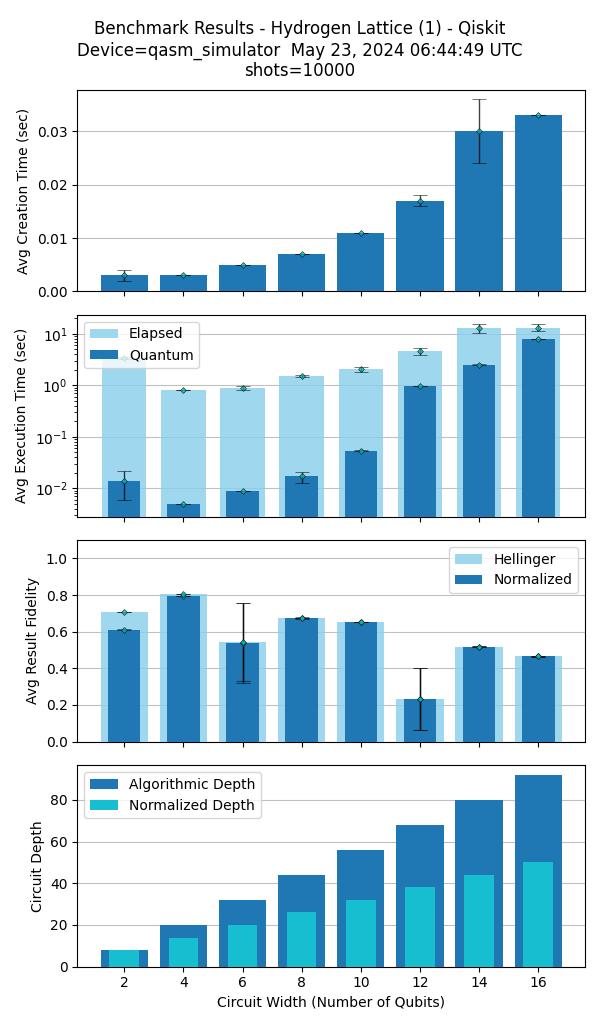 Benchmark Results - Hydrogen Lattice (1) - Qiskit
Device=qasm_simulator  May 23, 2024 06:44:49 UTC
shots=10000
Avg Creation Time (sec)
0.03
0.02
0.01
0.00
Avg Execution Time (sec)
10¹
10⁰
10⁻¹
10⁻²
Elapsed
Quantum
Avg Result Fidelity
1.0
0.8
0.6
0.4
0.2
0.0
Hellinger
Normalized
Circuit Depth
80
60
40
20
0
Algorithmic Depth
Normalized Depth
2 4 6 8 10 12 14 16
Circuit Width (Number of Qubits)